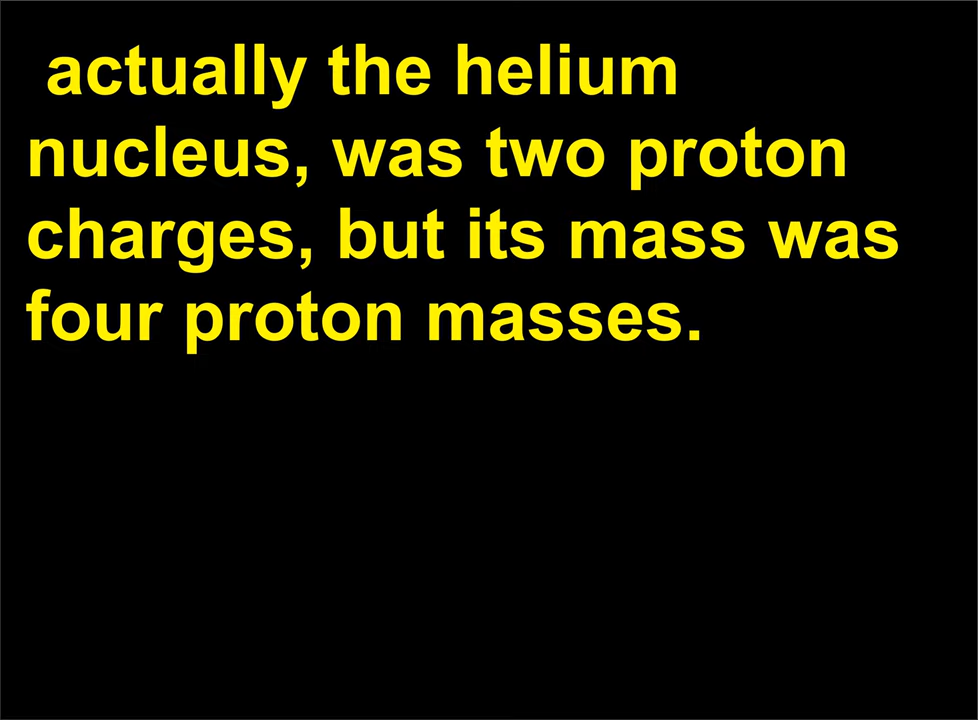 actually the helium
nucleus, was two proton
charges, but its mass was
four proton masses.